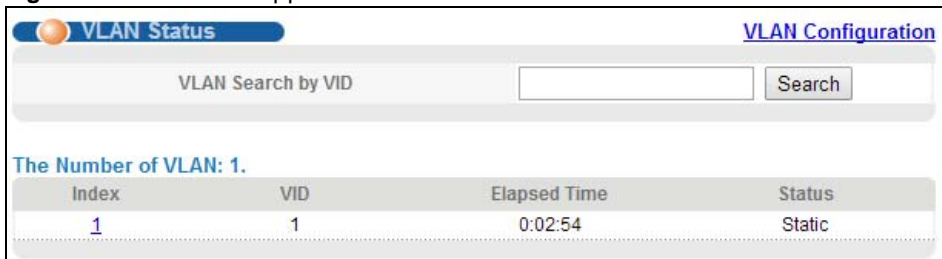 VLAN Status VLAN Configuration
VLAN Search by VID Search
The Number of VLAN: 1.
Index VID Elapsed Time Status
1 1 0:02:54 Static